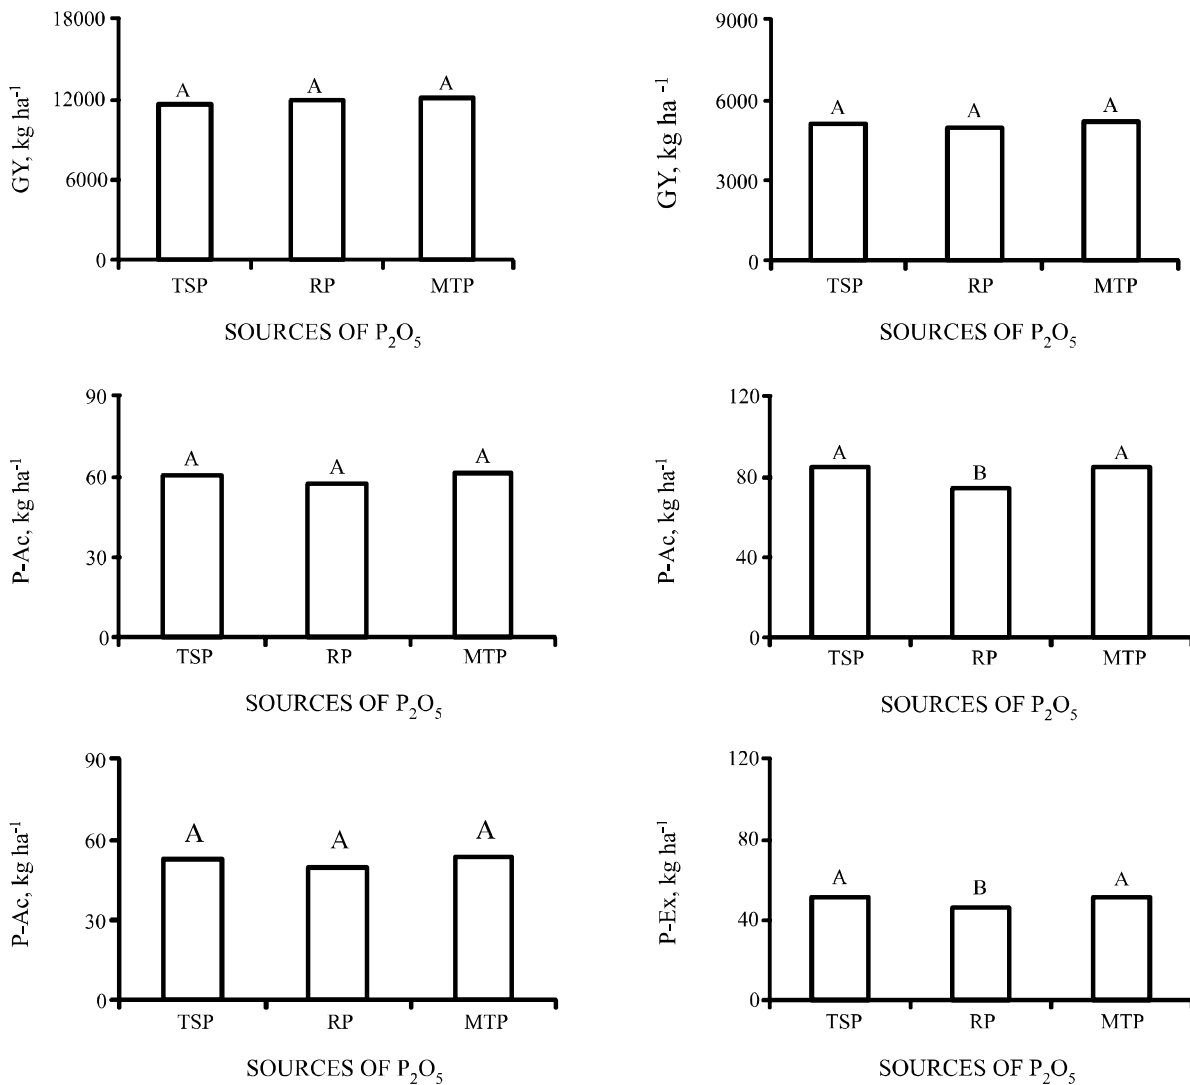 18000
12000
6000
0
GY, kg ha⁻¹
A
A
A
TSP
RP
MTP
SOURCES OF P₂O₅
9000
6000
3000
0
GY, kg ha ⁻¹
A
A
A
TSP
RP
MTP
SOURCES OF P₂O₅
90
60
30
0
P-Ac, kg ha⁻¹
A
A
A
TSP
RP
MTP
SOURCES OF P₂O₅
120
80
40
0
P-Ac, kg ha⁻¹
A
B
A
TSP
RP
MTP
SOURCES OF P₂O₅
90
60
30
0
P-Ac, kg ha⁻¹
A
A
A
TSP
RP
MTP
SOURCES OF P₂O₅
120
80
40
0
P-Ex, kg ha⁻¹
A
B
A
TSP
RP
MTP
SOURCES OF P₂O₅